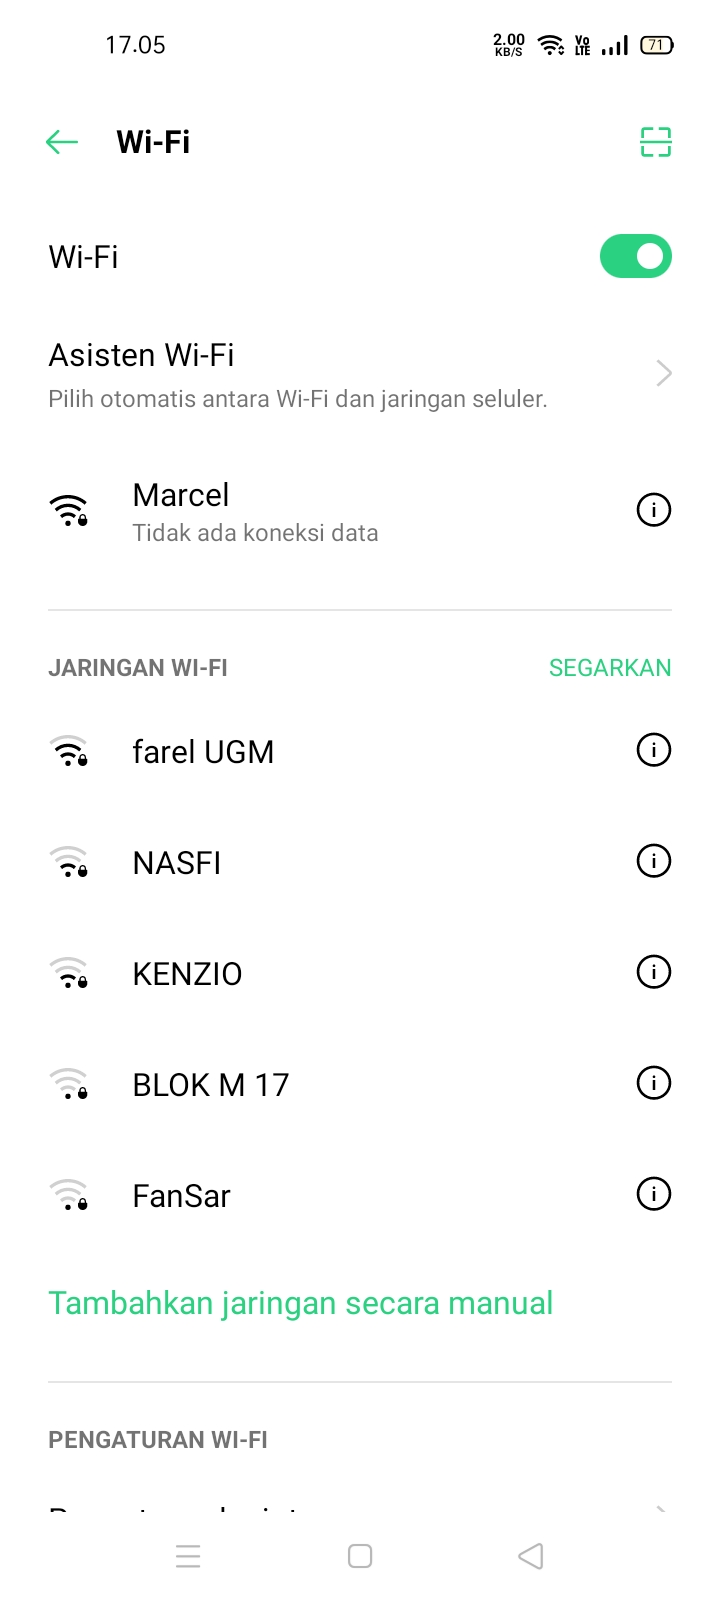 17.05
2.00
KB/S
Vo
LTE
71
Wi-Fi
Wi-Fi
Asisten Wi-Fi
Pilih otomatis antara Wi-Fi dan jaringan seluler.
Marcel
Tidak ada koneksi data
JARINGAN WI-FI
SEGARKAN
farel UGM
NASFI
KENZIO
BLOK M 17
FanSar
Tambahkan jaringan secara manual
PENGATURAN WI-FI